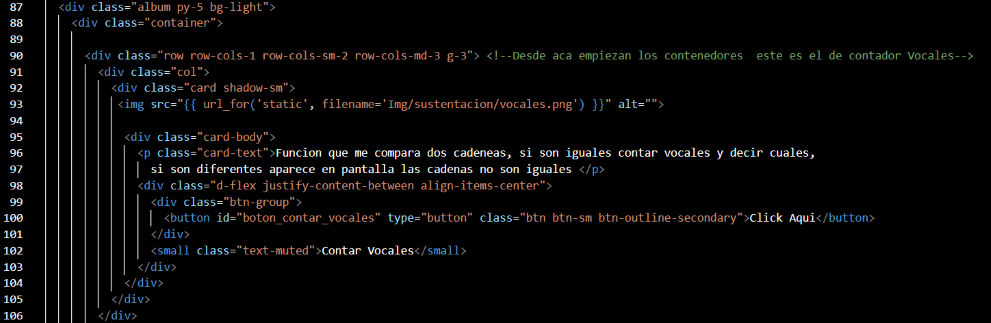 87 <div class="album py-5 bg-light">
88 <div class="container">
89
90 <div class="row row-cols-1 row-cols-sm-2 row-cols-md-3 g-3"> <!--Desde aca empiezan los contenedores  este es el de contador Vocales-->
91 <div class="col">
92 <div class="card shadow-sm">
93 <img src="{{ url_for('static', filename='Img/sustentacion/vocales.png') }}" alt="">
94
95 <div class="card-body">
96 <p class="card-text">Funcion que me compara dos cadeneas, si son iguales contar vocales y decir cuales,
97 si son diferentes aparece en pantalla las cadenas no son iguales </p>
98 <div class="d-flex justify-content-between align-items-center">
99 <div class="btn-group">
100 <button id="boton_contar_vocales" type="button" class="btn btn-sm btn-outline-secondary">Click Aqui</button>
101 </div>
102 <small class="text-muted">Contar Vocales</small>
103 </div>
104 </div>
105 </div>
106 </div>